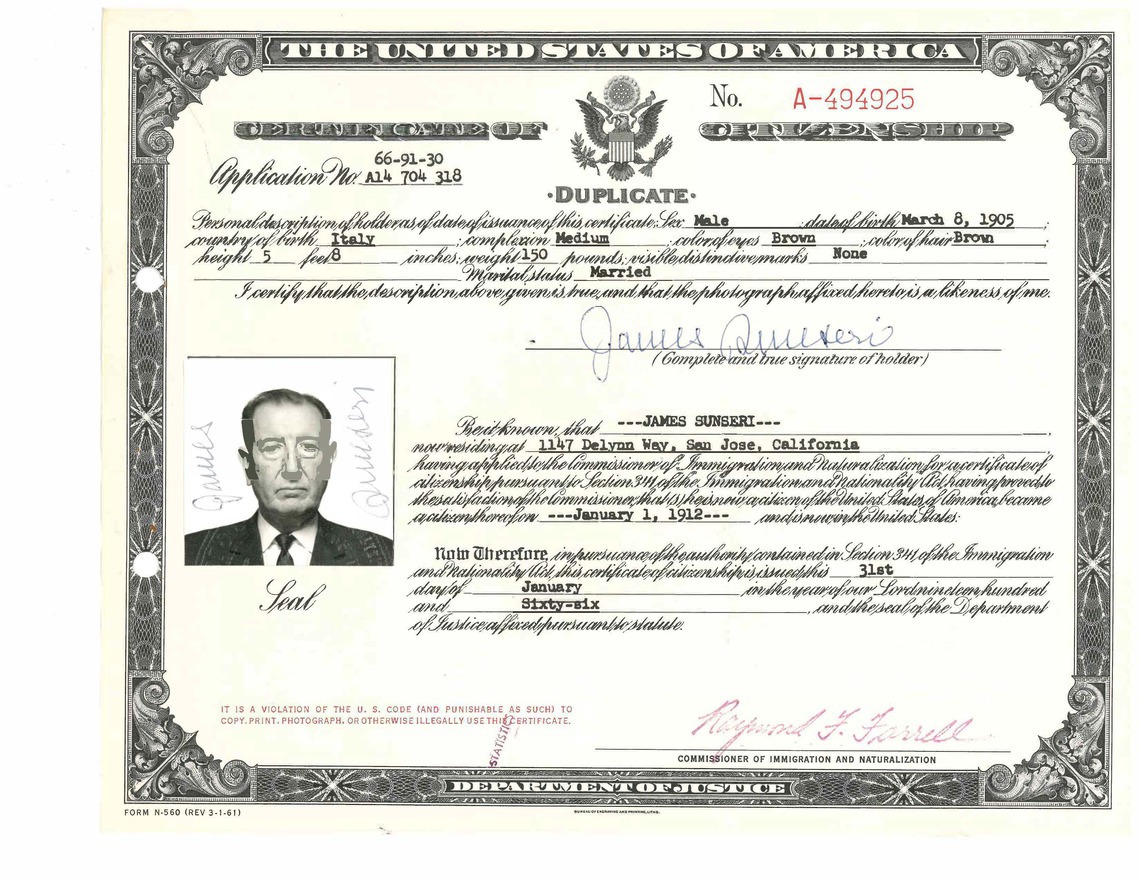 THE UNITED STATES OF AMERICA
No. A-494925
CERTIFICATE OF CITIZENSHIP
66-91-30
Application No. A14 704 318
·DUPLICATE·
Personal description of holder as of date of issuance of this certificate: Sex Male ; date of birth March 8, 1905 ;
country of birth Italy ; complexion Medium ; color of eyes Brown ; color of hair Brown ;
height 5 feet 8 inches; weight 150 pounds; visible distinctive marks None
Marital status Married
I certify that the description above given is true, and that the photograph affixed hereto is a likeness of me.
James Sunseri
(Complete and true signature of holder)
James Sunseri
Seal
Be it known, that ---JAMES SUNSERI---
now residing at 1147 Delynn Way, San Jose, California
having applied to the Commissioner of Immigration and Naturalization for a certificate of
citizenship pursuant to Section 341 of the Immigration and Nationality Act, having proved to
the satisfaction of the Commissioner, that (s)he is now a citizen of the United States of America, became
a citizen thereof on ---January 1, 1912--- and is now in the United States:
Now Therefore, in pursuance of the authority contained in Section 341 of the Immigration
and Nationality Act, this certificate of citizenship is issued this 31st
day of January in the year of our Lord nineteen hundred
and Sixty-six , and the seal of the Department
of Justice affixed pursuant to statute.
IT IS A VIOLATION OF THE U. S. CODE (AND PUNISHABLE AS SUCH) TO
COPY, PRINT, PHOTOGRAPH, OR OTHERWISE ILLEGALLY USE THIS CERTIFICATE.
STATISTICS
Raymond F. Farrell
COMMISSIONER OF IMMIGRATION AND NATURALIZATION
DEPARTMENT OF JUSTICE
FORM N-560 (REV 3-1-61)
BUREAU OF ENGRAVING AND PRINTING, LITHO.